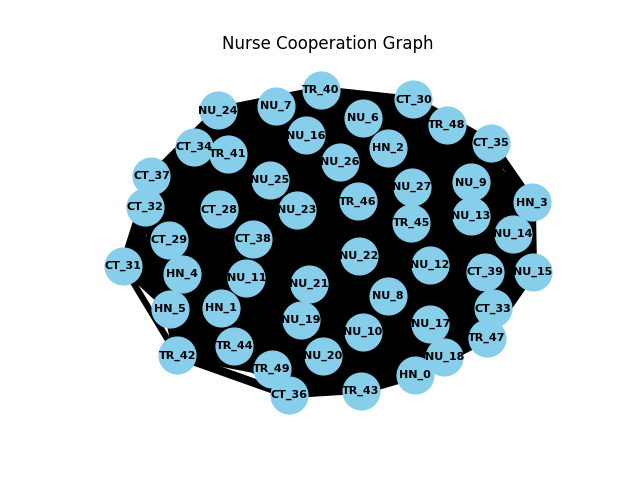 Nurse Cooperation Graph
TR_40
CT_30
NU_7
NU_24
NU_6
TR_48
NU_16
CT_35
CT_34
HN_2
TR_41
NU_26
CT_37
NU_25
NU_9
NU_27
TR_46
HN_3
CT_32
CT_28
NU_23
NU_13
TR_45
NU_14
CT_29
CT_38
NU_22
NU_12
CT_31
HN_4
CT_39
NU_15
NU_11
NU_21
NU_8
HN_5
HN_1
CT_33
NU_19
NU_17
NU_10
TR_47
TR_44
TR_42
NU_20
NU_18
TR_49
HN_0
TR_43
CT_36